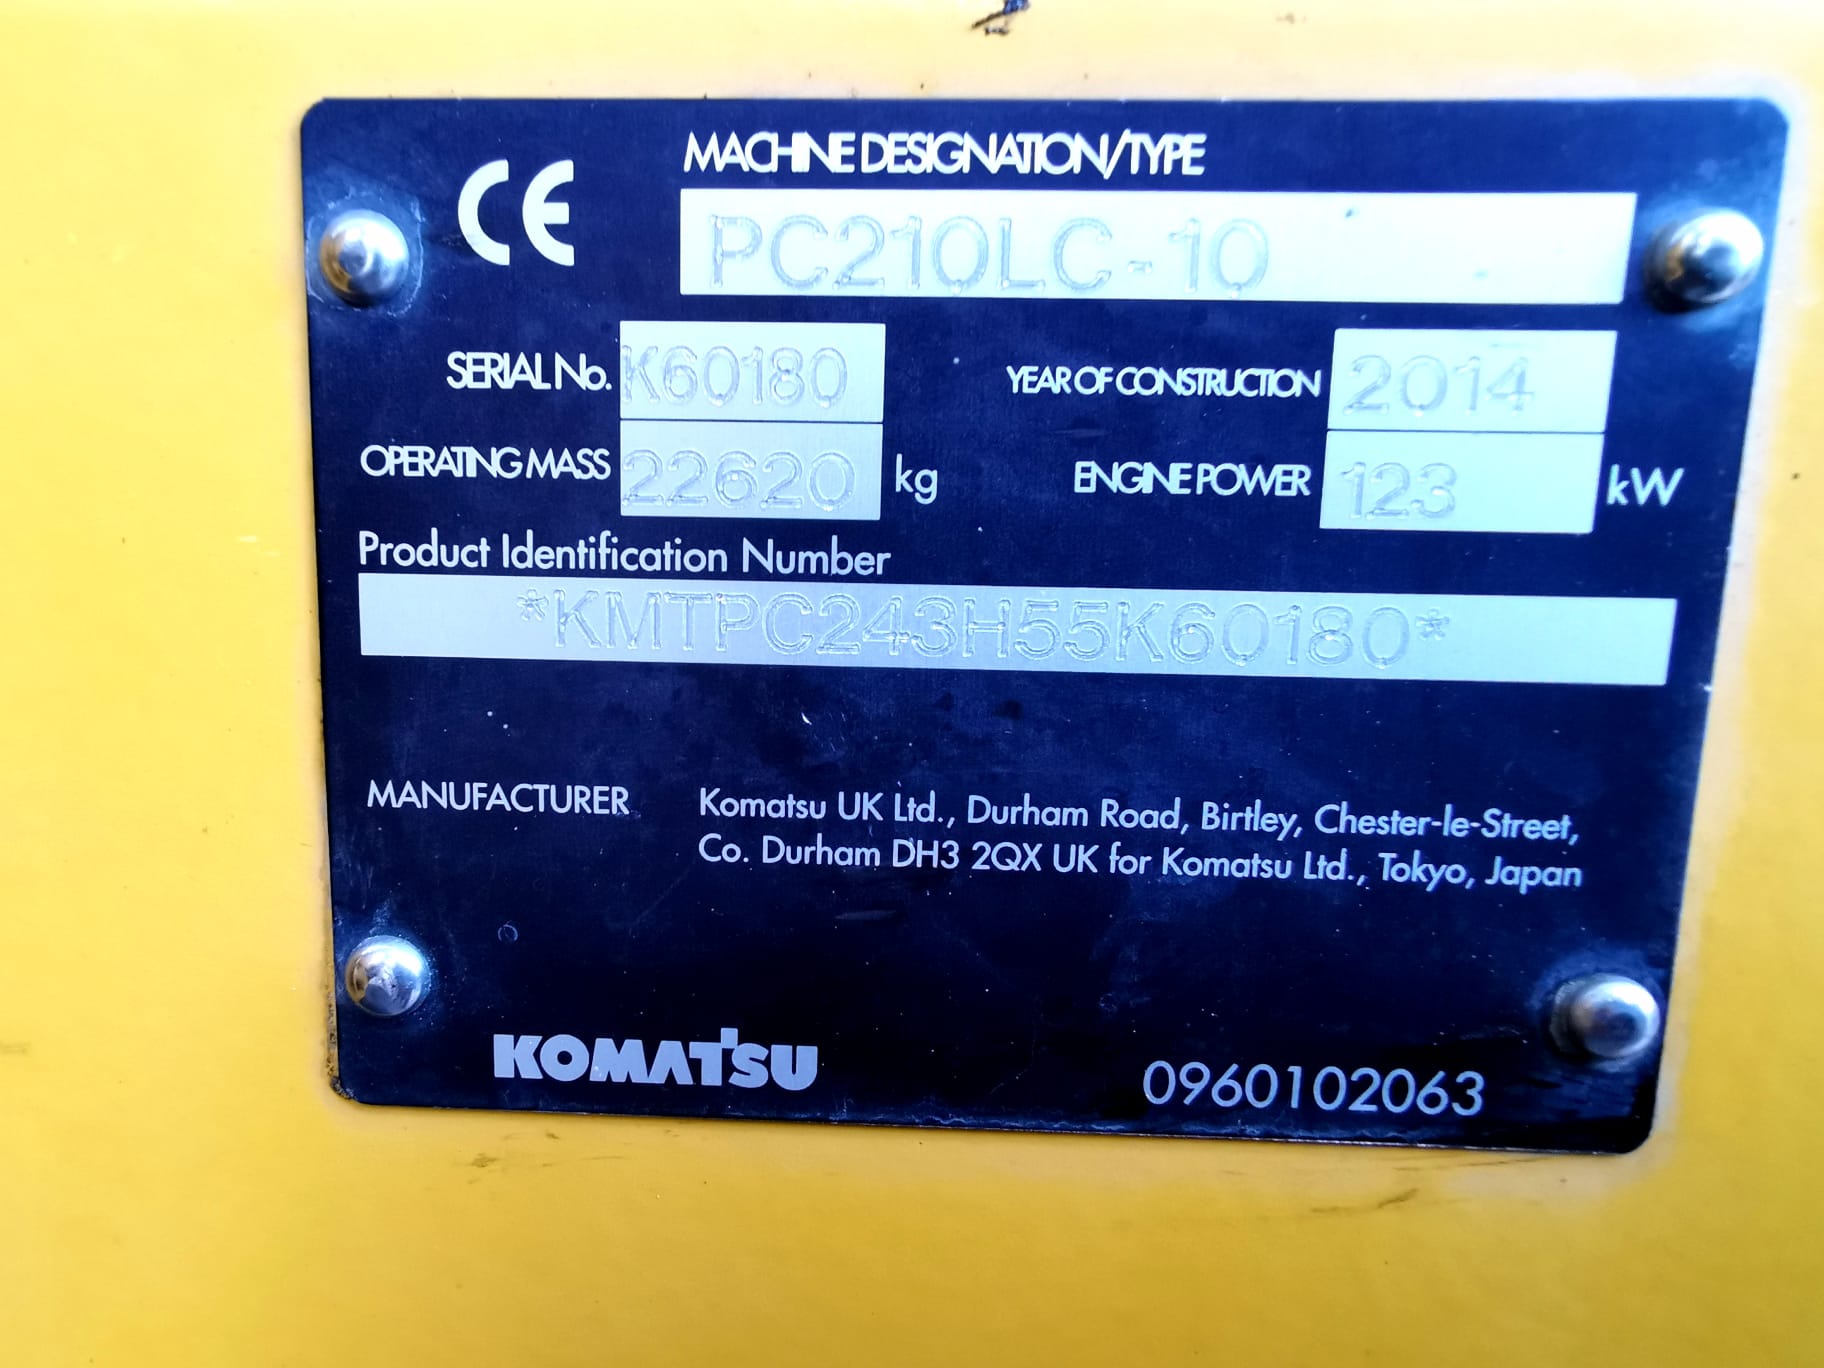 CE
MACHINE DESIGNATION/TYPE
PC210LC-10
SERIAL No. K60180 YEAR OF CONSTRUCTION 2014
OPERATING MASS 22620 kg ENGINE POWER 123 kW
Product Identification Number
*KMTPC243H55K60180*
MANUFACTURER Komatsu UK Ltd., Durham Road, Birtley, Chester-le-Street,
Co. Durham DH3 2QX UK for Komatsu Ltd., Tokyo, Japan
KOMATSU 0960102063